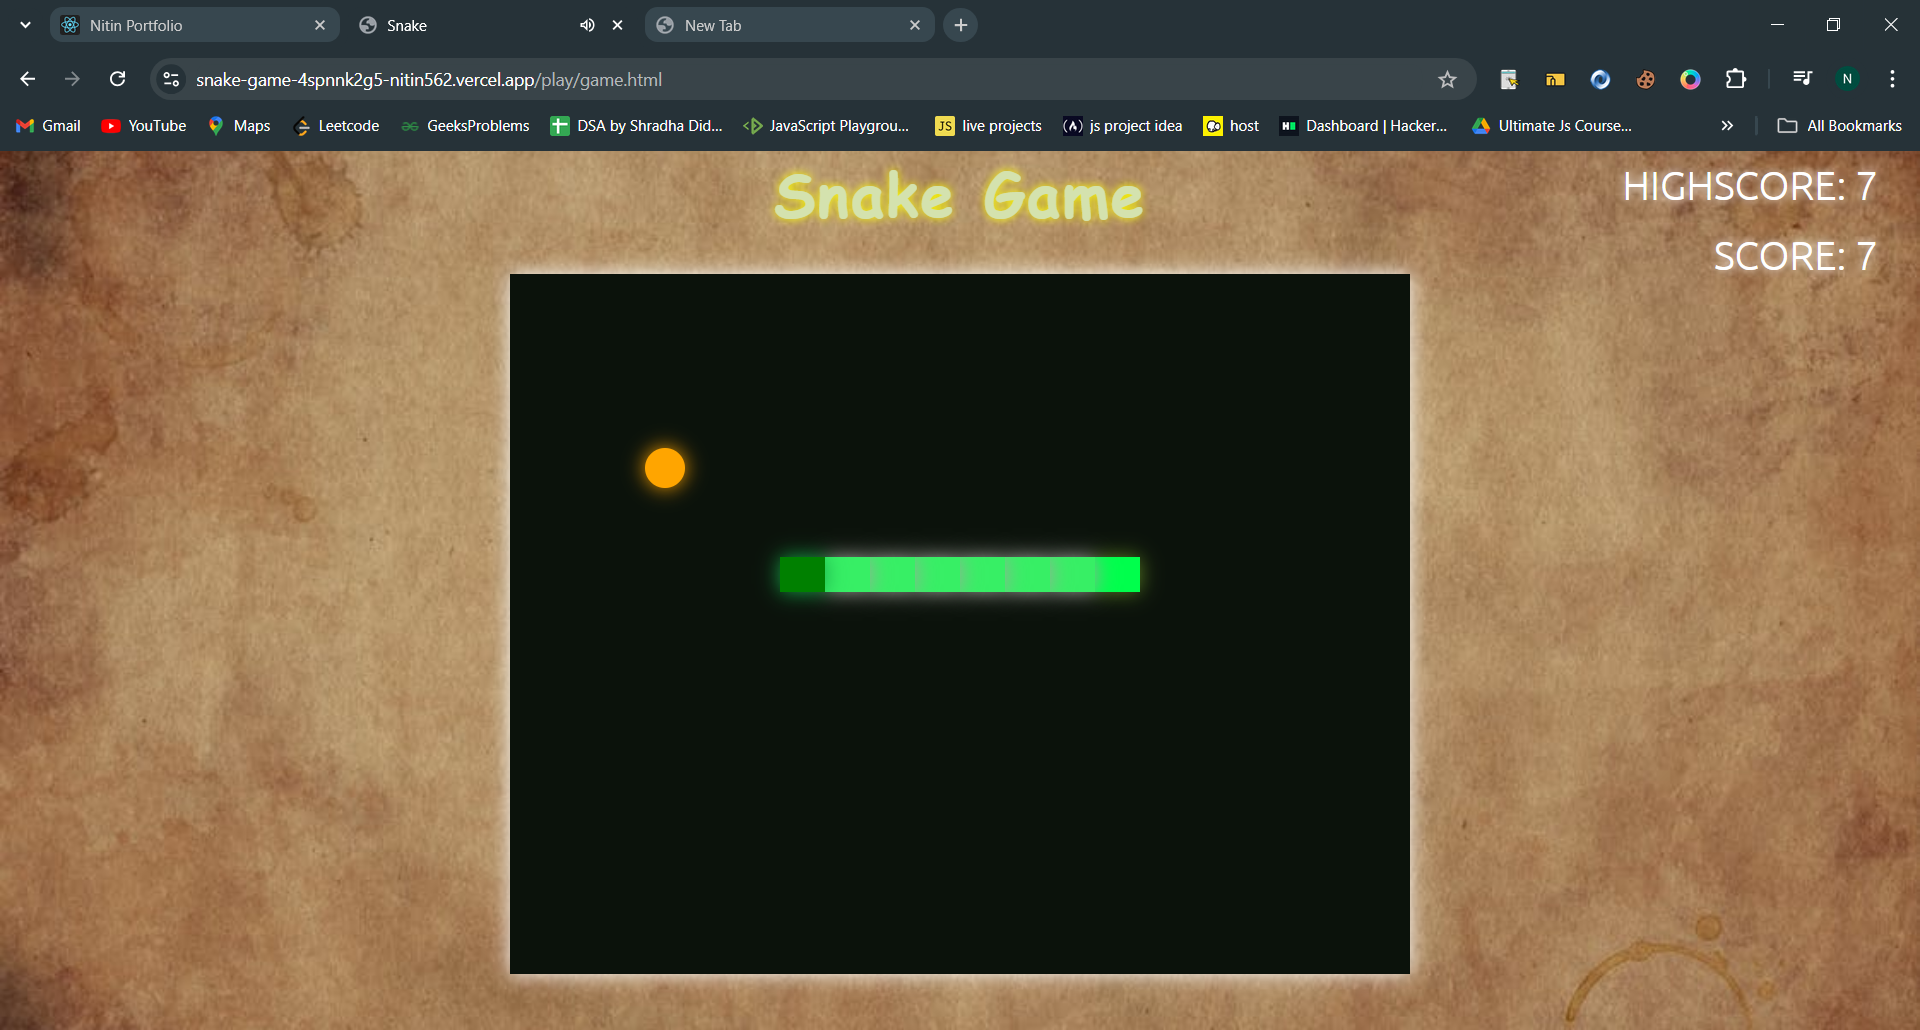 Nitin Portfolio
Snake
New Tab
snake-game-4spnnk2g5-nitin562.vercel.app/play/game.html
N
Gmail YouTube Maps Leetcode GeeksProblems DSA by Shradha Did... JavaScript Playgrou... JS live projects js project idea host Dashboard | Hacker... Ultimate Js Course... All Bookmarks
Snake Game
HIGHSCORE: 7
SCORE: 7